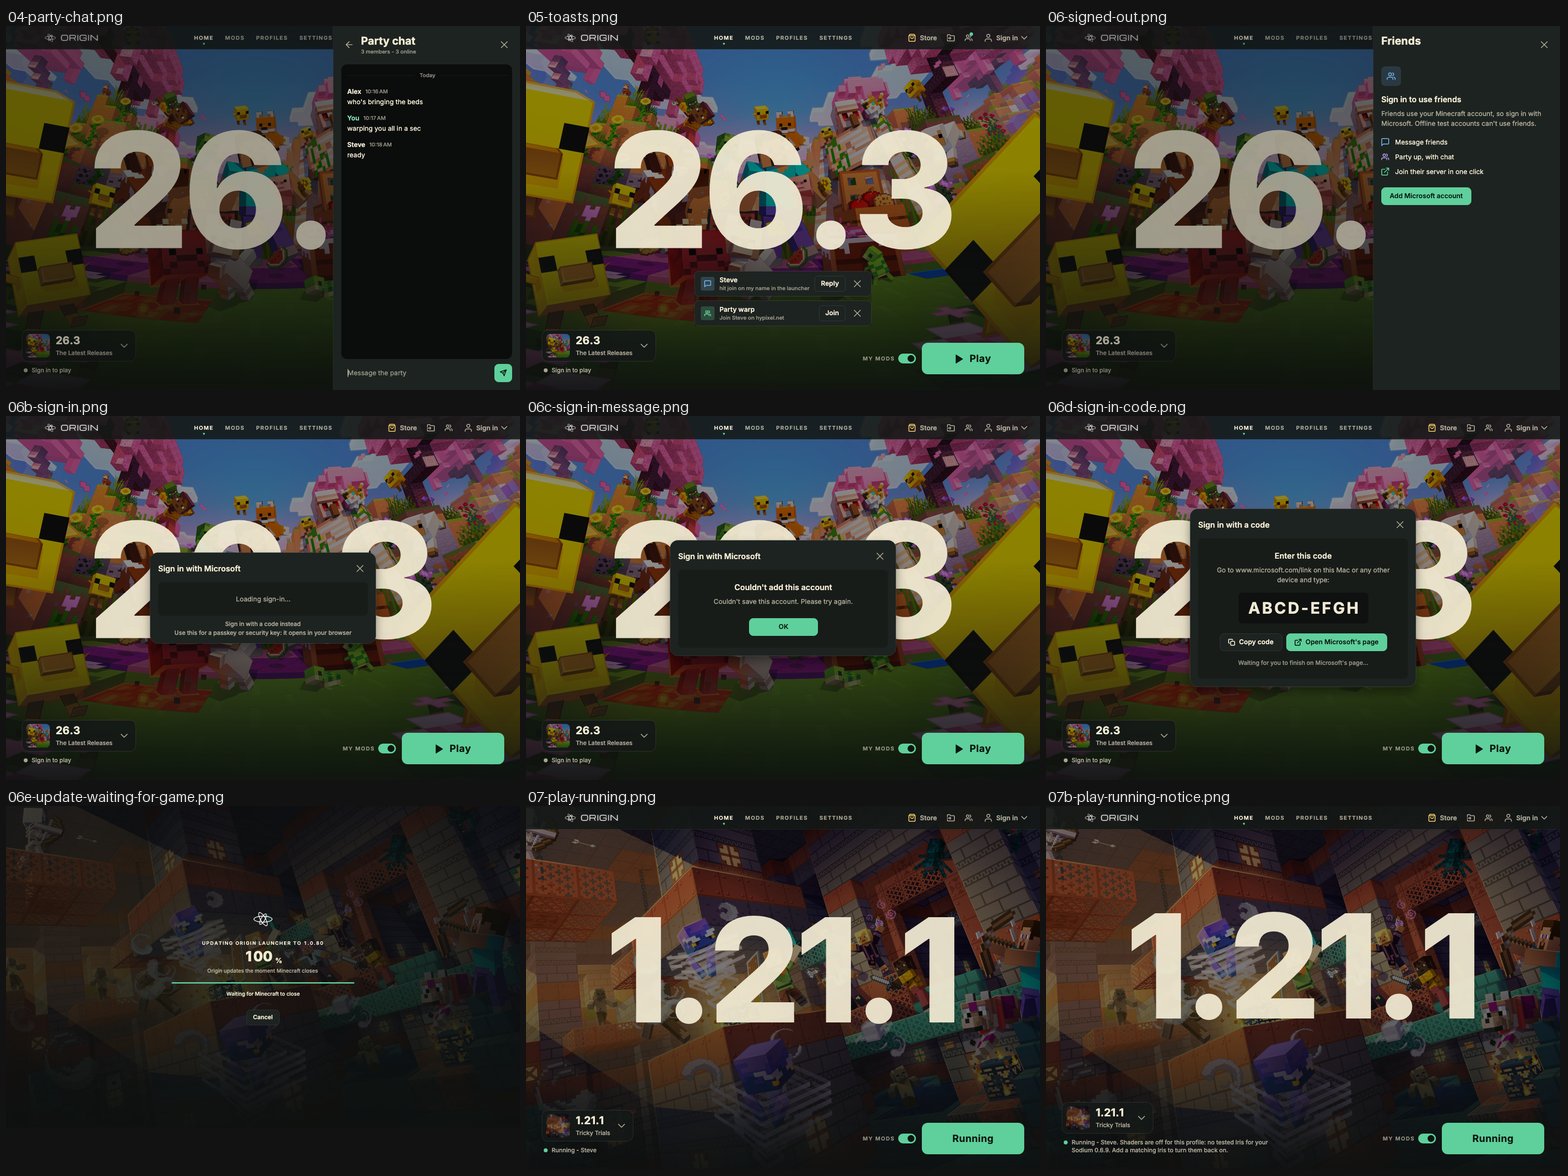 04-party-chat.png
ORIGIN
HOME MODS PROFILES SETTINGS
Party chat
3 members - 3 online
Today
Alex 10:16 AM
who's bringing the beds
You 10:17 AM
warping you all in a sec
Steve 10:18 AM
ready
26.
26.3
The Latest Releases
Sign in to play
Message the party
05-toasts.png
ORIGIN
HOME MODS PROFILES SETTINGS
Store
Sign in
26.3
Steve
hit join on my name in the launcher
Reply
Party warp
Join Steve on hypixel.net
Join
26.3
The Latest Releases
Sign in to play
MY MODS
Play
06-signed-out.png
ORIGIN
HOME MODS PROFILES SETTINGS
Friends
Sign in to use friends
Friends use your Minecraft account, so sign in with
Microsoft. Offline test accounts can't use friends.
Message friends
Party up, with chat
Join their server in one click
Add Microsoft account
26.
26.3
The Latest Releases
Sign in to play
06b-sign-in.png
ORIGIN
HOME MODS PROFILES SETTINGS
Store
Sign in
Sign in with Microsoft
Loading sign-in...
Sign in with a code instead
Use this for a passkey or security key: it opens in your browser
26.3
The Latest Releases
Sign in to play
MY MODS
Play
06c-sign-in-message.png
ORIGIN
HOME MODS PROFILES SETTINGS
Store
Sign in
Sign in with Microsoft
Couldn't add this account
Couldn't save this account. Please try again.
OK
26.3
The Latest Releases
Sign in to play
MY MODS
Play
06d-sign-in-code.png
ORIGIN
HOME MODS PROFILES SETTINGS
Store
Sign in
Sign in with a code
Enter this code
Go to www.microsoft.com/link on this Mac or any other
device and type:
ABCD-EFGH
Copy code
Open Microsoft's page
Waiting for you to finish on Microsoft's page...
26.3
The Latest Releases
Sign in to play
MY MODS
Play
06e-update-waiting-for-game.png
UPDATING ORIGIN LAUNCHER TO 1.0.80
100 %
Origin updates the moment Minecraft closes
Waiting for Minecraft to close
Cancel
07-play-running.png
ORIGIN
HOME MODS PROFILES SETTINGS
Store
Sign in
1.21.1
1.21.1
Tricky Trials
Running - Steve
MY MODS
Running
07b-play-running-notice.png
ORIGIN
HOME MODS PROFILES SETTINGS
Store
Sign in
1.21.1
1.21.1
Tricky Trials
Running - Steve. Shaders are off for this profile: no tested Iris for your
Sodium 0.6.9. Add a matching Iris to turn them back on.
MY MODS
Running